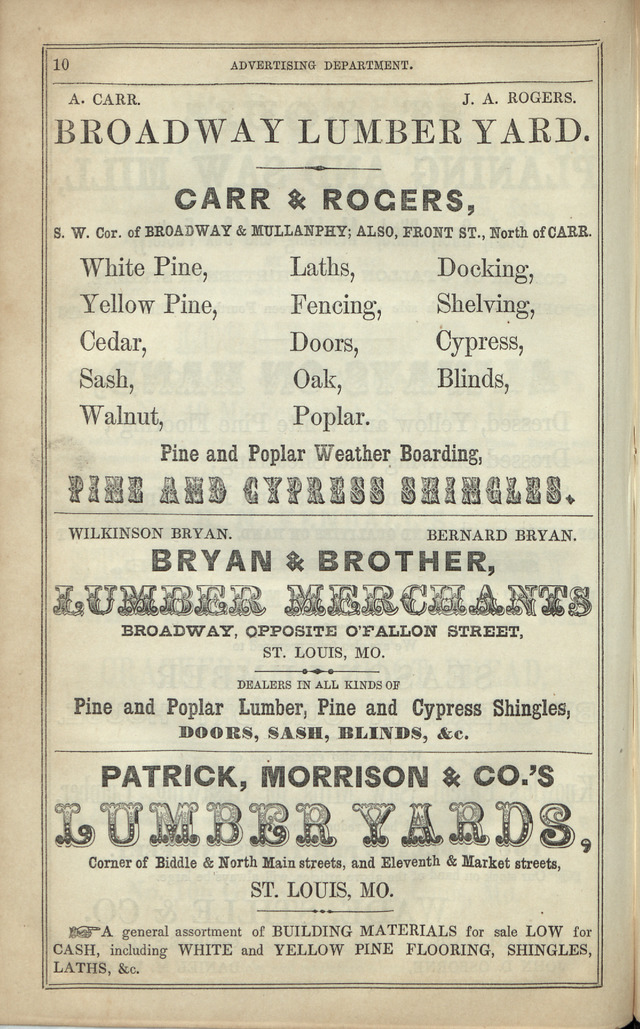 10 ADVERTISING DEPARTMENT.
A. CARR. J. A. ROGERS.
BROADWAY LUMBER YARD.
CARR & ROGERS,
S. W. Cor. of BROADWAY & MULLANPHY; ALSO, FRONT ST., North of CARR.
White Pine, Laths, Docking,
Yellow Pine, Fencing, Shelving,
Cedar, Doors, Cypress,
Sash, Oak, Blinds,
Walnut, Poplar.
Pine and Poplar Weather Boarding,
PINE AND CYPRESS SHINGLES.
WILKINSON BRYAN. BERNARD BRYAN.
BRYAN & BROTHER,
LUMBER MERCHANTS
BROADWAY, OPPOSITE O'FALLON STREET,
ST. LOUIS, MO.
DEALERS IN ALL KINDS OF
Pine and Poplar Lumber, Pine and Cypress Shingles,
DOORS, SASH, BLINDS, &c.
PATRICK, MORRISON & CO.'S
LUMBER YARDS,
Corner of Biddle & North Main streets, and Eleventh & Market streets,
ST. LOUIS, MO.
☞A general assortment of BUILDING MATERIALS for sale LOW for
CASH, including WHITE and YELLOW PINE FLOORING, SHINGLES,
LATHS, &c.